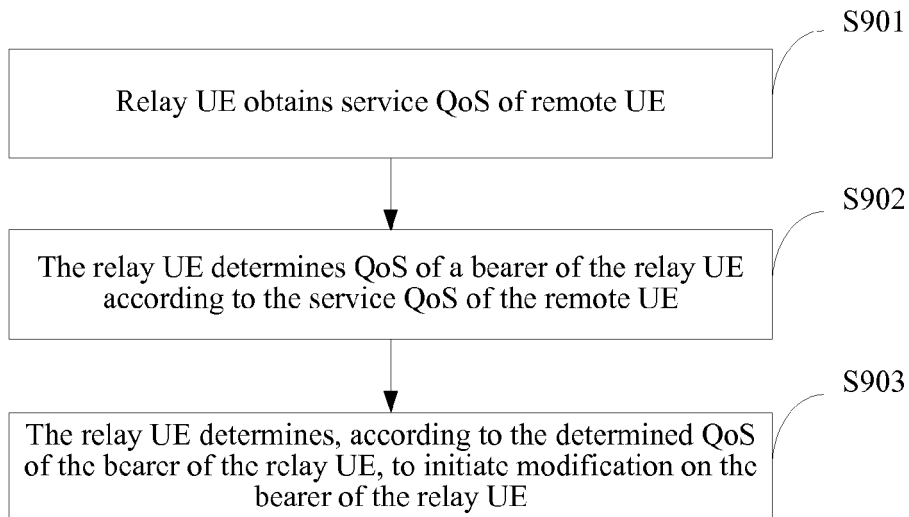 S901
Relay UE obtains service QoS of remote UE
S902
The relay UE determines QoS of a bearer of the relay UE
according to the service QoS of the remote UE
S903
The relay UE determines, according to the determined QoS
of the bearer of the relay UE, to initiate modification on the
bearer of the relay UE